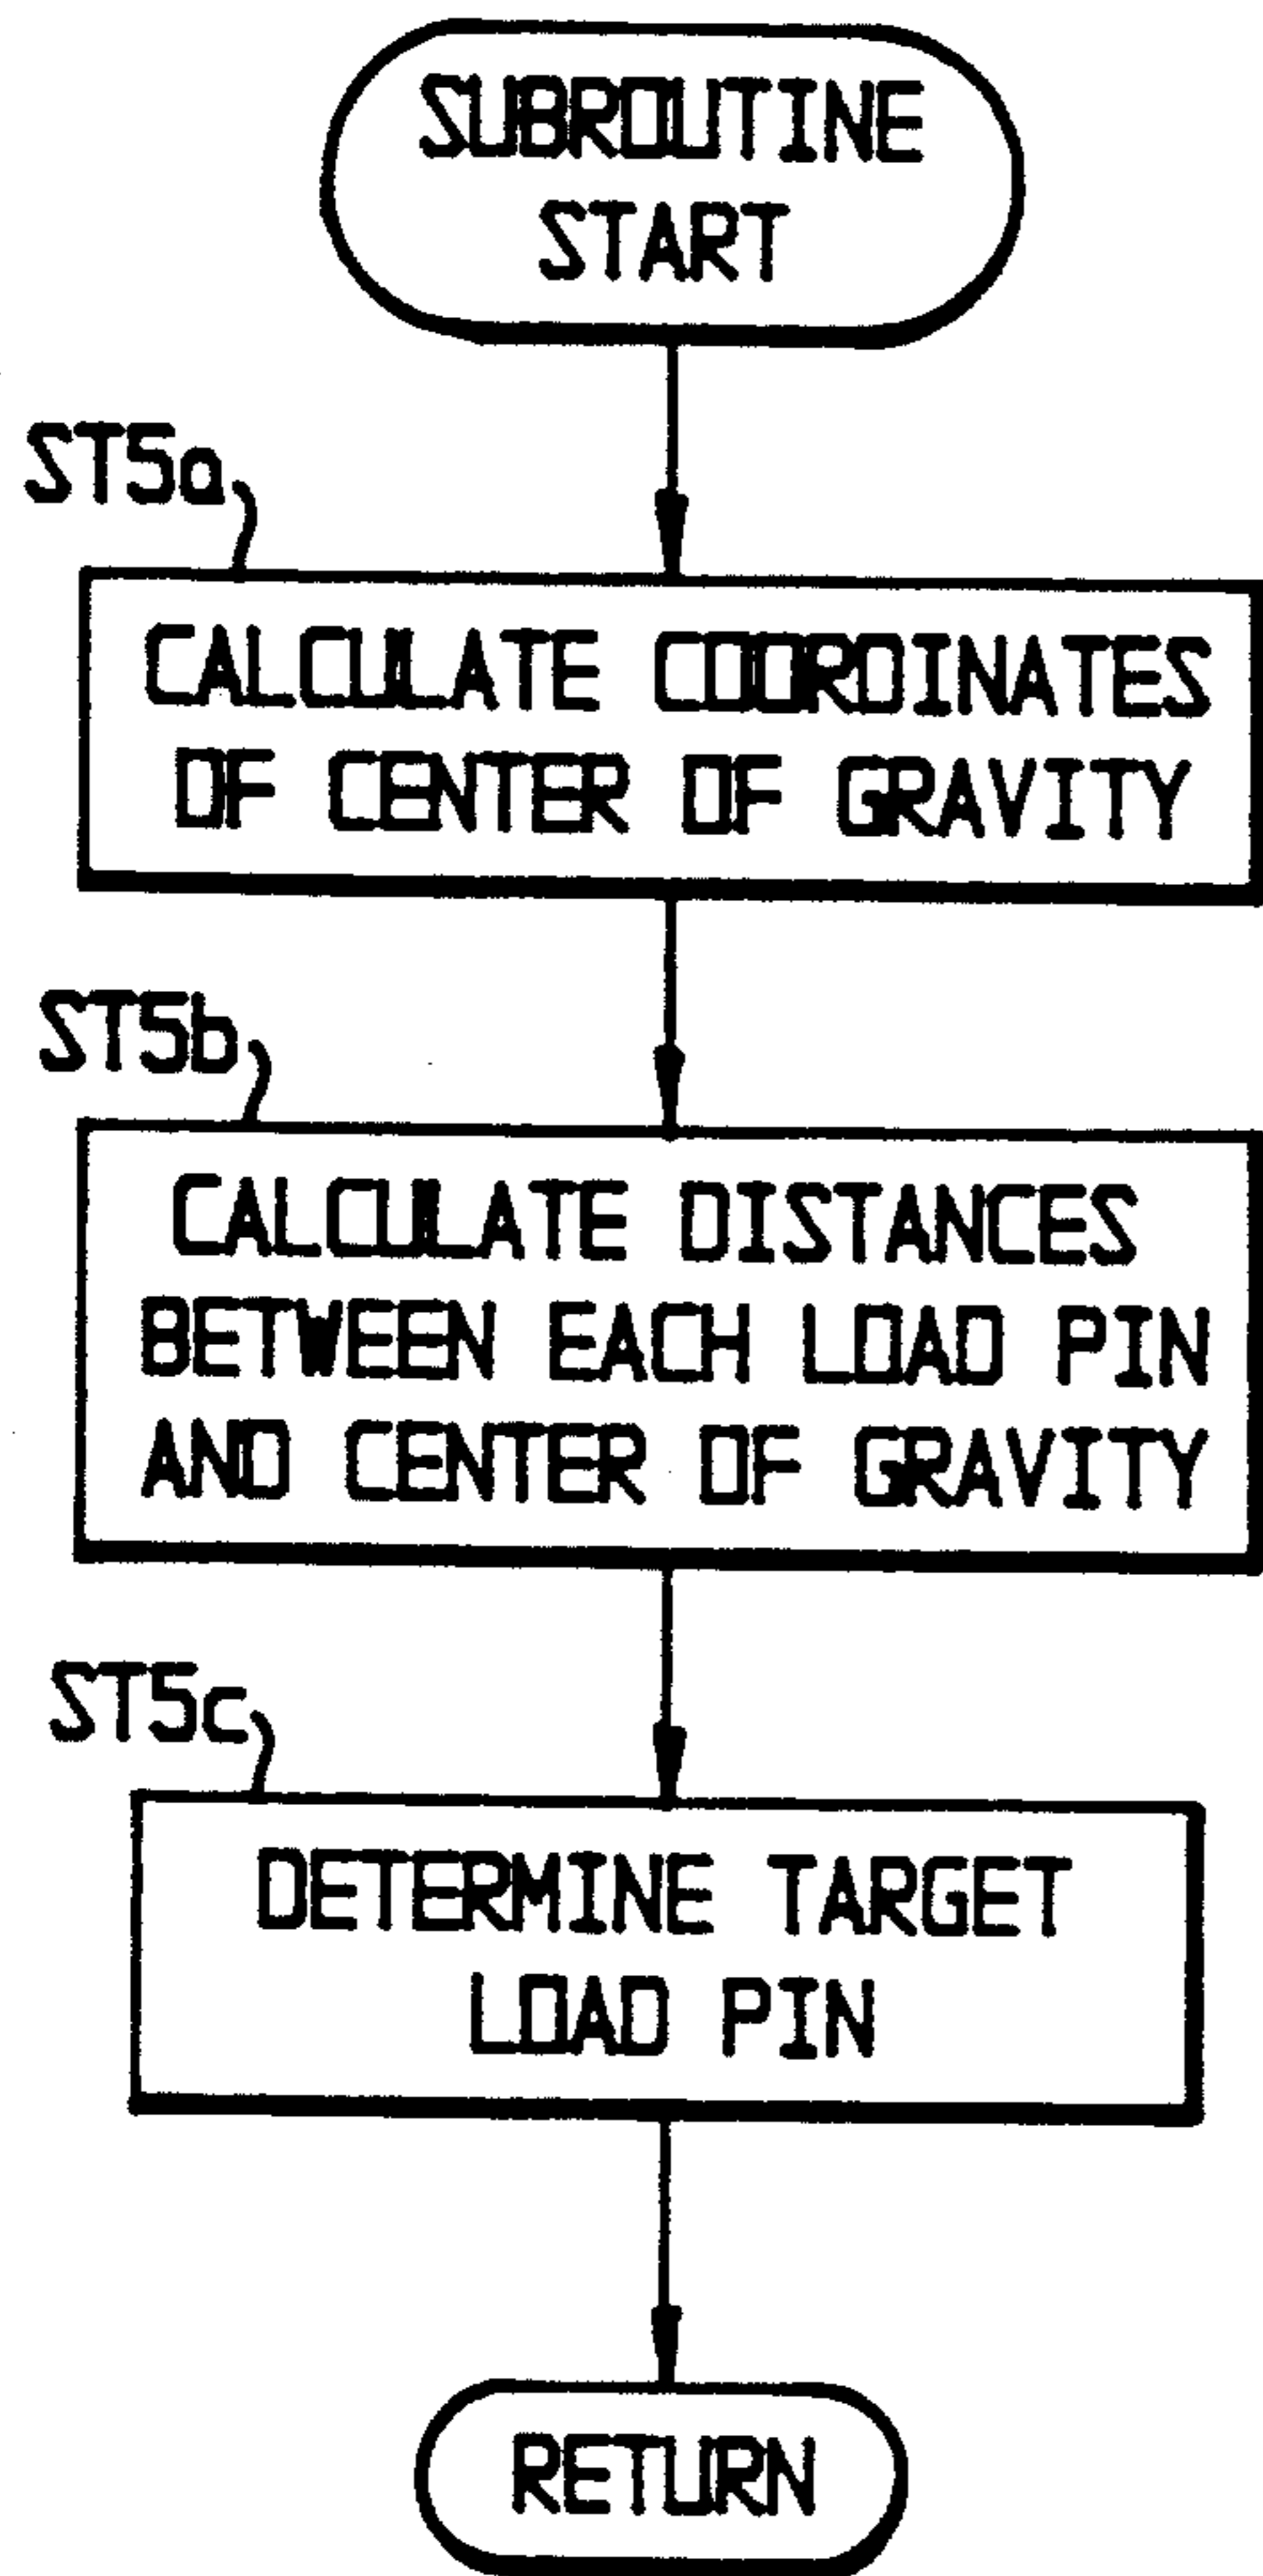 SUBROUTINE
START
ST5a
CALCULATE COORDINATES
OF CENTER OF GRAVITY
ST5b
CALCULATE DISTANCES
BETWEEN EACH LOAD PIN
AND CENTER OF GRAVITY
ST5c
DETERMINE TARGET
LOAD PIN
RETURN